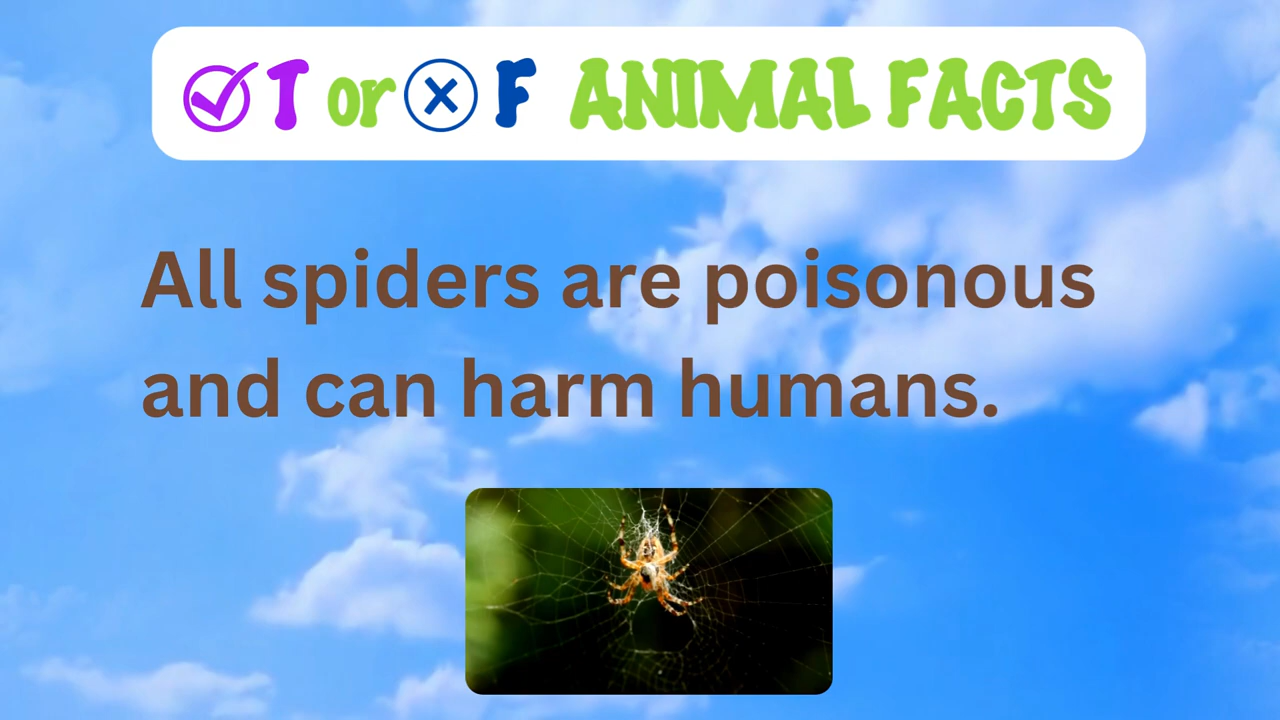 T or F ANIMAL FACTS
All spiders are poisonous
and can harm humans.